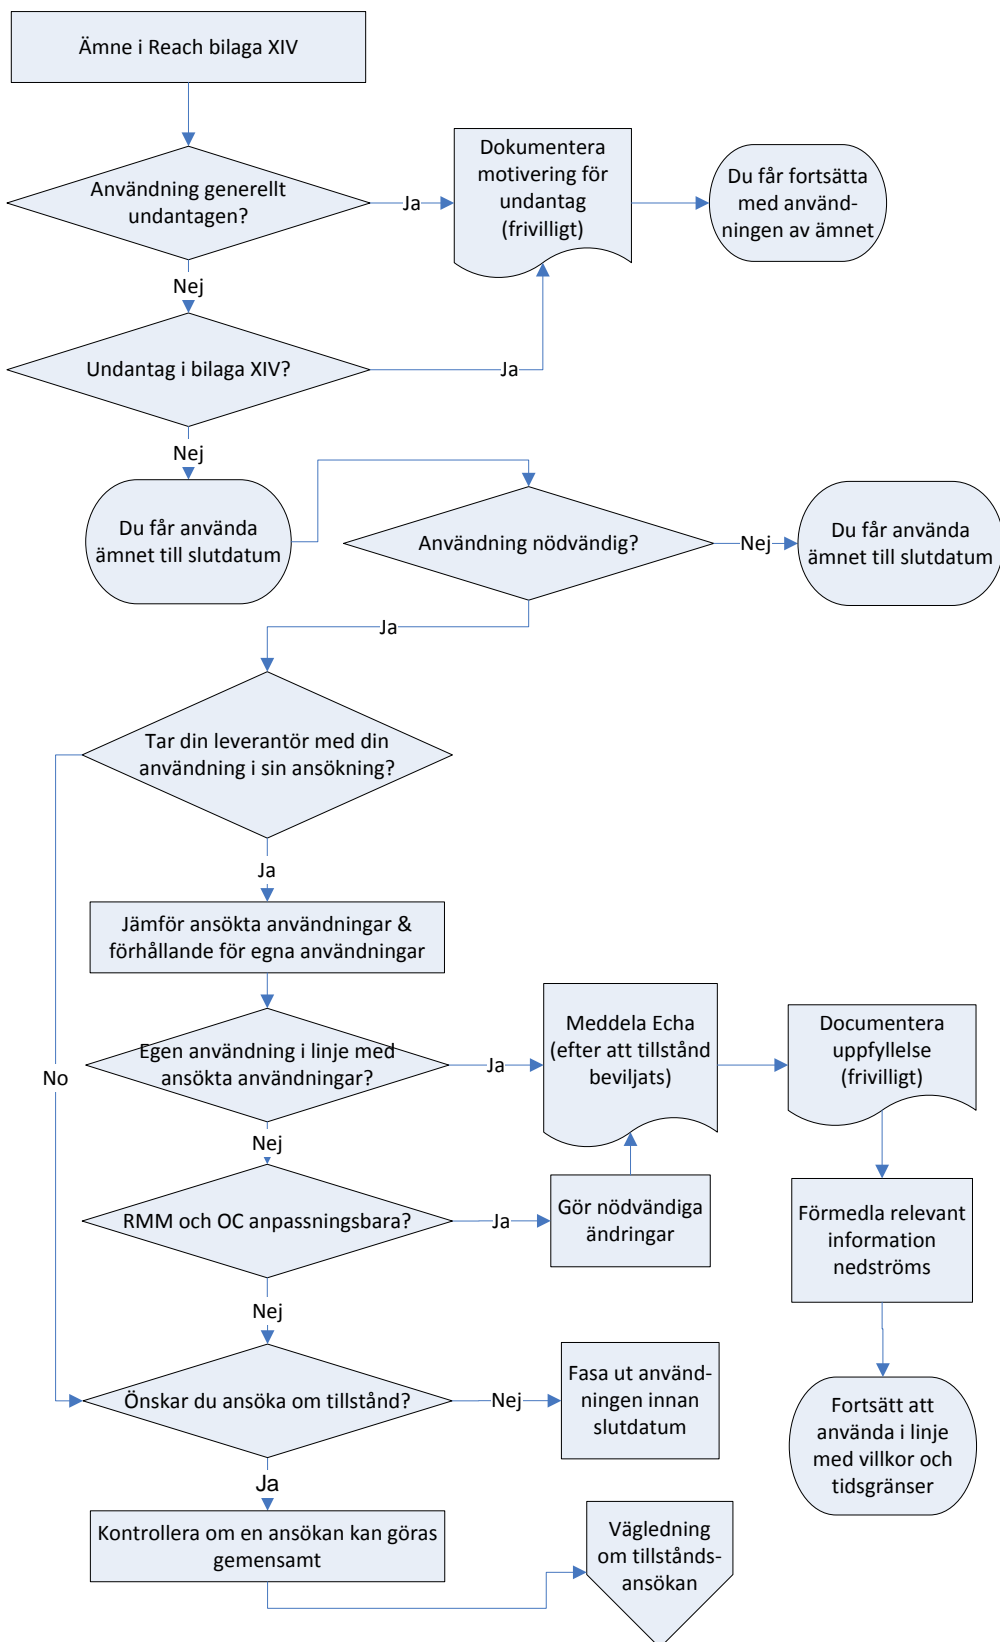 Ämne i Reach bilaga XIV
Användning generellt
undantagen?
Ja
Dokumentera
motivering för
undantag
(frivilligt)
Du får fortsätta
med använd-
ningen av ämnet
Nej
Undantag i bilaga XIV?
Ja
Nej
Du får använda
ämnet till slutdatum
Användning nödvändig?
Nej
Du får använda
ämnet till slutdatum
Ja
Tar din leverantör med din
användning i sin ansökning?
Ja
Jämför ansökta användningar &
förhållande för egna användningar
No
Egen användning i linje med
ansökta användningar?
Ja
Meddela Echa
(efter att tillstånd
beviljats)
Documentera
uppfyllelse
(frivilligt)
Nej
RMM och OC anpassningsbara?
Ja
Gör nödvändiga
ändringar
Förmedla relevant
information
nedströms
Nej
Önskar du ansöka om tillstånd?
Nej
Fasa ut använd-
ningen innan
slutdatum
Fortsätt att
använda i linje
med villkor och
tidsgränser
Ja
Kontrollera om en ansökan kan göras
gemensamt
Vägledning
om tillstånds-
ansökan